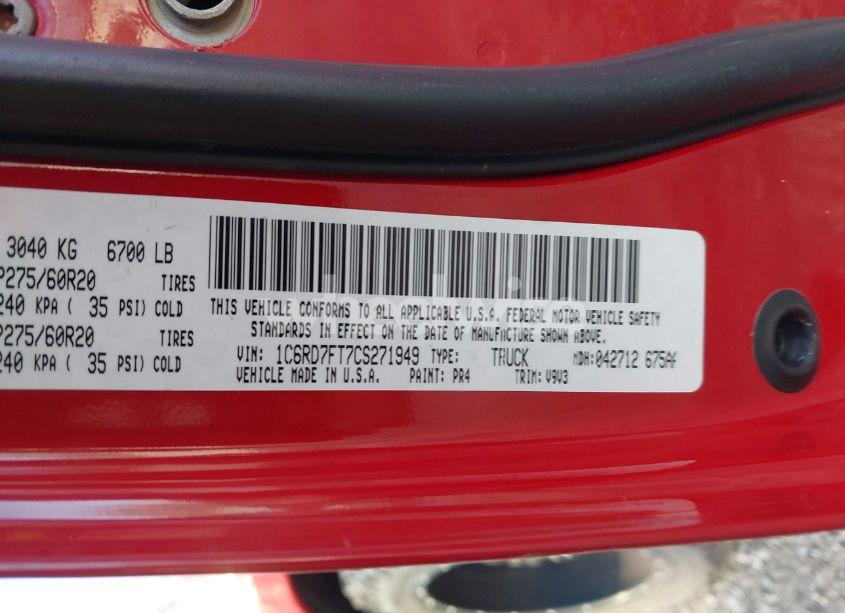 3040 KG 6700 LB
P275/60R20 TIRES
240 KPA ( 35 PSI) COLD
P275/60R20 TIRES
240 KPA ( 35 PSI) COLD
THIS VEHICLE CONFORMS TO ALL APPLICABLE U.S.A. FEDERAL MOTOR VEHICLE SAFETY
STANDARDS IN EFFECT ON THE DATE OF MANUFACTURE SHOWN ABOVE.
VIN: 1C6RD7FT7CS271949 TYPE: TRUCK MDH:042712 675AF
VEHICLE MADE IN U.S.A. PAINT: PR4 TRIM: V9V3